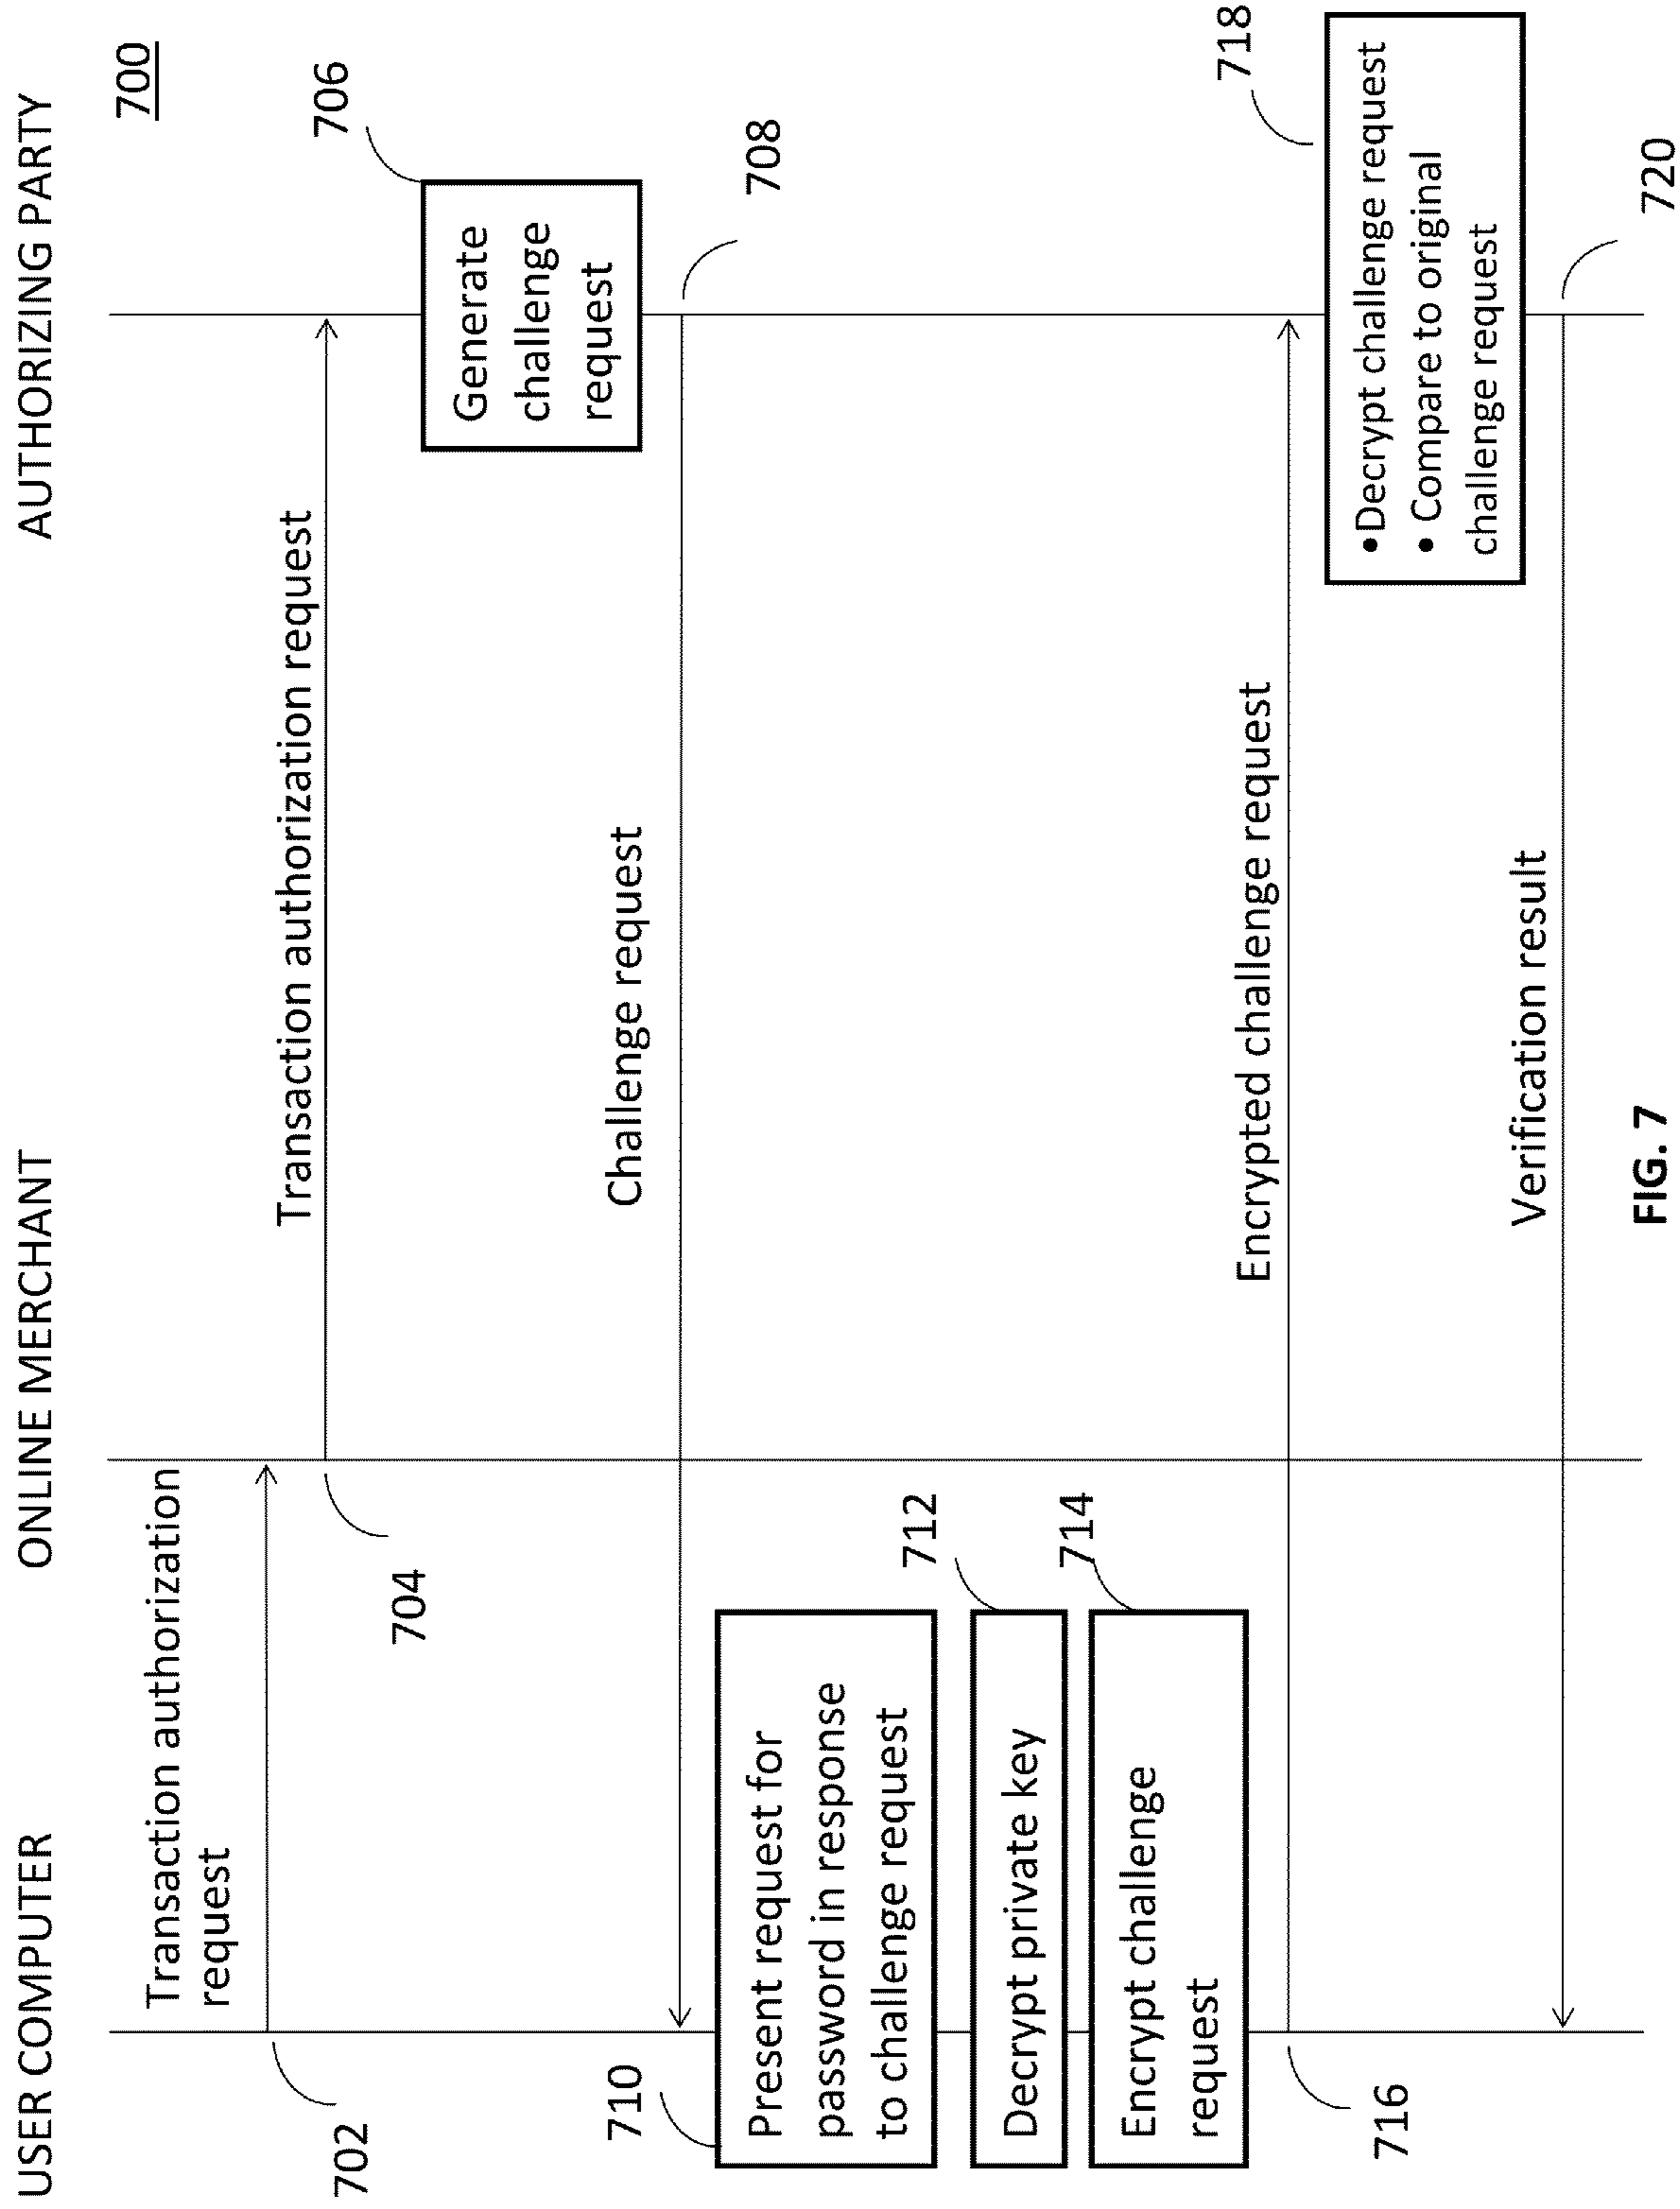 USER COMPUTER
ONLINE MERCHANT
AUTHORIZING PARTY
700
Transaction authorization
request
702
Transaction authorization request
704
706
Generate
challenge
request
Challenge request
708
710
Present request for
password in response
to challenge request
712
Decrypt private key
714
Encrypt challenge
request
Encrypted challenge request
716
718
•Decrypt challenge request
• Compare to original
challenge request
Verification result
720
FIG. 7